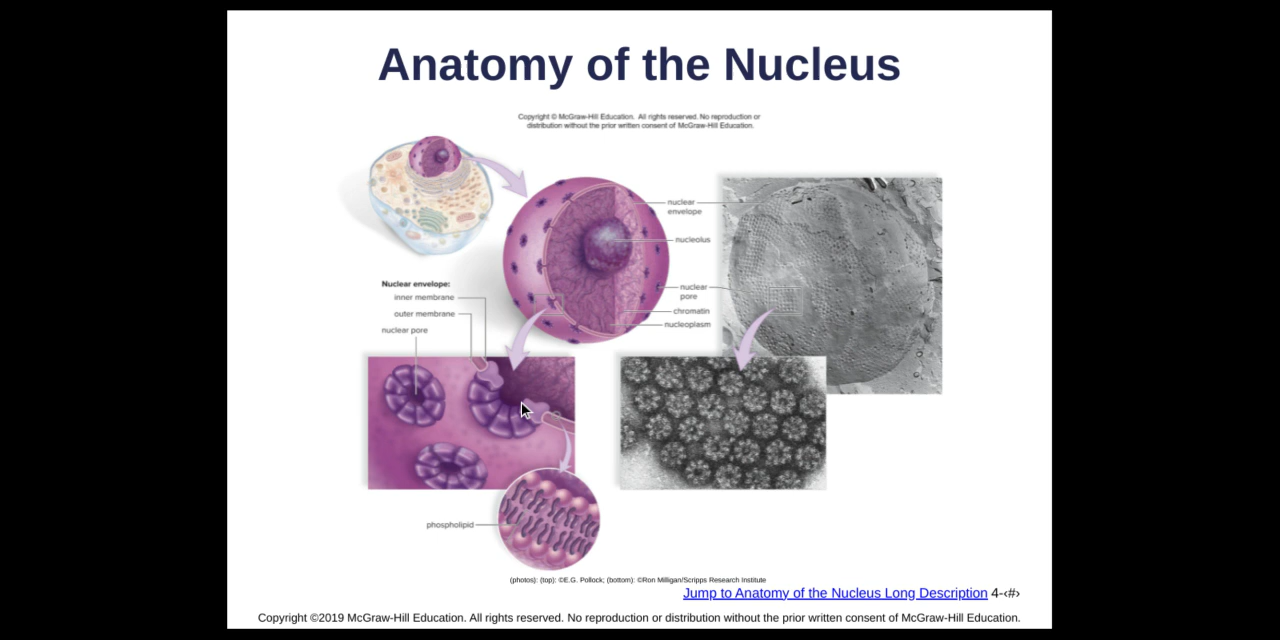 Anatomy of the Nucleus
Copyright © McGraw-Hill Education. All rights reserved. No reproduction or
distribution without the prior written consent of McGraw-Hill Education.
nuclear
envelope
nucleolus
nuclear
pore
chromatin
nucleoplasm
Nuclear envelope:
inner membrane
outer membrane
nuclear pore
phospholipid
(photos): (top): ©E.G. Pollock; (bottom): ©Ron Milligan/Scripps Research Institute
Jump to Anatomy of the Nucleus Long Description 4-‹#›
Copyright ©2019 McGraw-Hill Education. All rights reserved. No reproduction or distribution without the prior written consent of McGraw-Hill Education.